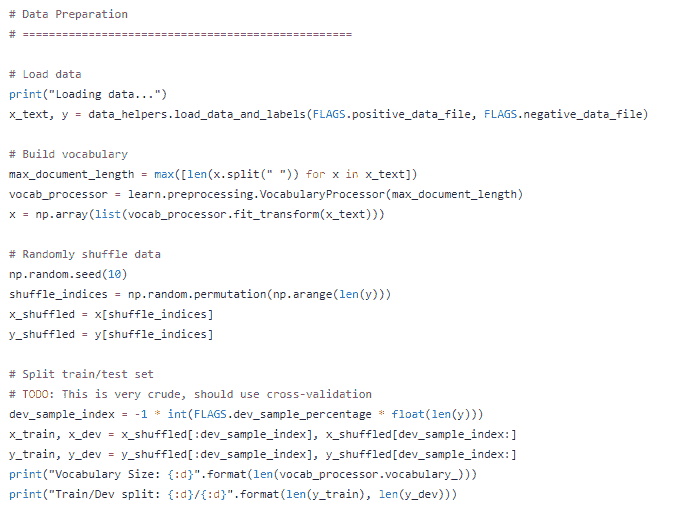 # Data Preparation
# ==================================================
# Load data
print("Loading data...")
x_text, y = data_helpers.load_data_and_labels(FLAGS.positive_data_file, FLAGS.negative_data_file)
# Build vocabulary
max_document_length = max([len(x.split(" ")) for x in x_text])
vocab_processor = learn.preprocessing.VocabularyProcessor(max_document_length)
x = np.array(list(vocab_processor.fit_transform(x_text)))
# Randomly shuffle data
np.random.seed(10)
shuffle_indices = np.random.permutation(np.arange(len(y)))
x_shuffled = x[shuffle_indices]
y_shuffled = y[shuffle_indices]
# Split train/test set
# TODO: This is very crude, should use cross-validation
dev_sample_index = -1 * int(FLAGS.dev_sample_percentage * float(len(y)))
x_train, x_dev = x_shuffled[:dev_sample_index], x_shuffled[dev_sample_index:]
y_train, y_dev = y_shuffled[:dev_sample_index], y_shuffled[dev_sample_index:]
print("Vocabulary Size: {:d}".format(len(vocab_processor.vocabulary_)))
print("Train/Dev split: {:d}/{:d}".format(len(y_train), len(y_dev)))